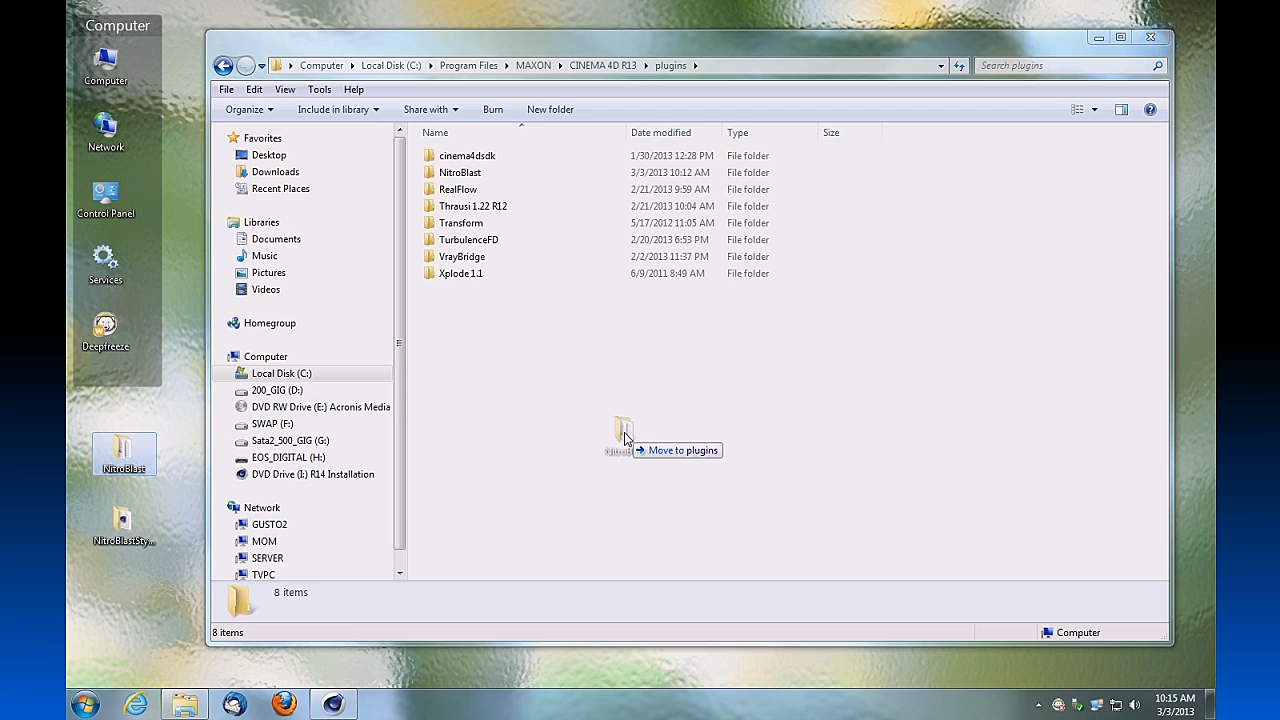 Computer
Computer
Network
Control Panel
Services
Deepfreeze
NitroBlast
NitroBlastSty...
Computer Local Disk (C:) Program Files MAXON CINEMA 4D R13 plugins
Search plugins
File Edit View Tools Help
Organize Include in library Share with Burn New folder
Favorites
Desktop
Downloads
Recent Places
Libraries
Documents
Music
Pictures
Videos
Homegroup
Computer
Local Disk (C:)
200_GIG (D:)
DVD RW Drive (E:) Acronis Media
SWAP (F:)
Sata2_500_GIG (G:)
EOS_DIGITAL (H:)
DVD Drive (I:) R14 Installation
Network
GUSTO2
MOM
SERVER
TVPC
Name Date modified Type Size
cinema4dsdk 1/30/2013 12:28 PM File folder
NitroBlast 3/3/2013 10:12 AM File folder
RealFlow 2/21/2013 9:59 AM File folder
Thrausi 1.22 R12 2/21/2013 10:04 AM File folder
Transform 5/17/2012 11:05 AM File folder
TurbulenceFD 2/20/2013 6:53 PM File folder
VrayBridge 2/2/2013 11:37 PM File folder
Xplode 1.1 6/9/2011 8:49 AM File folder
Move to plugins
8 items
8 items
Computer
10:15 AM
3/3/2013